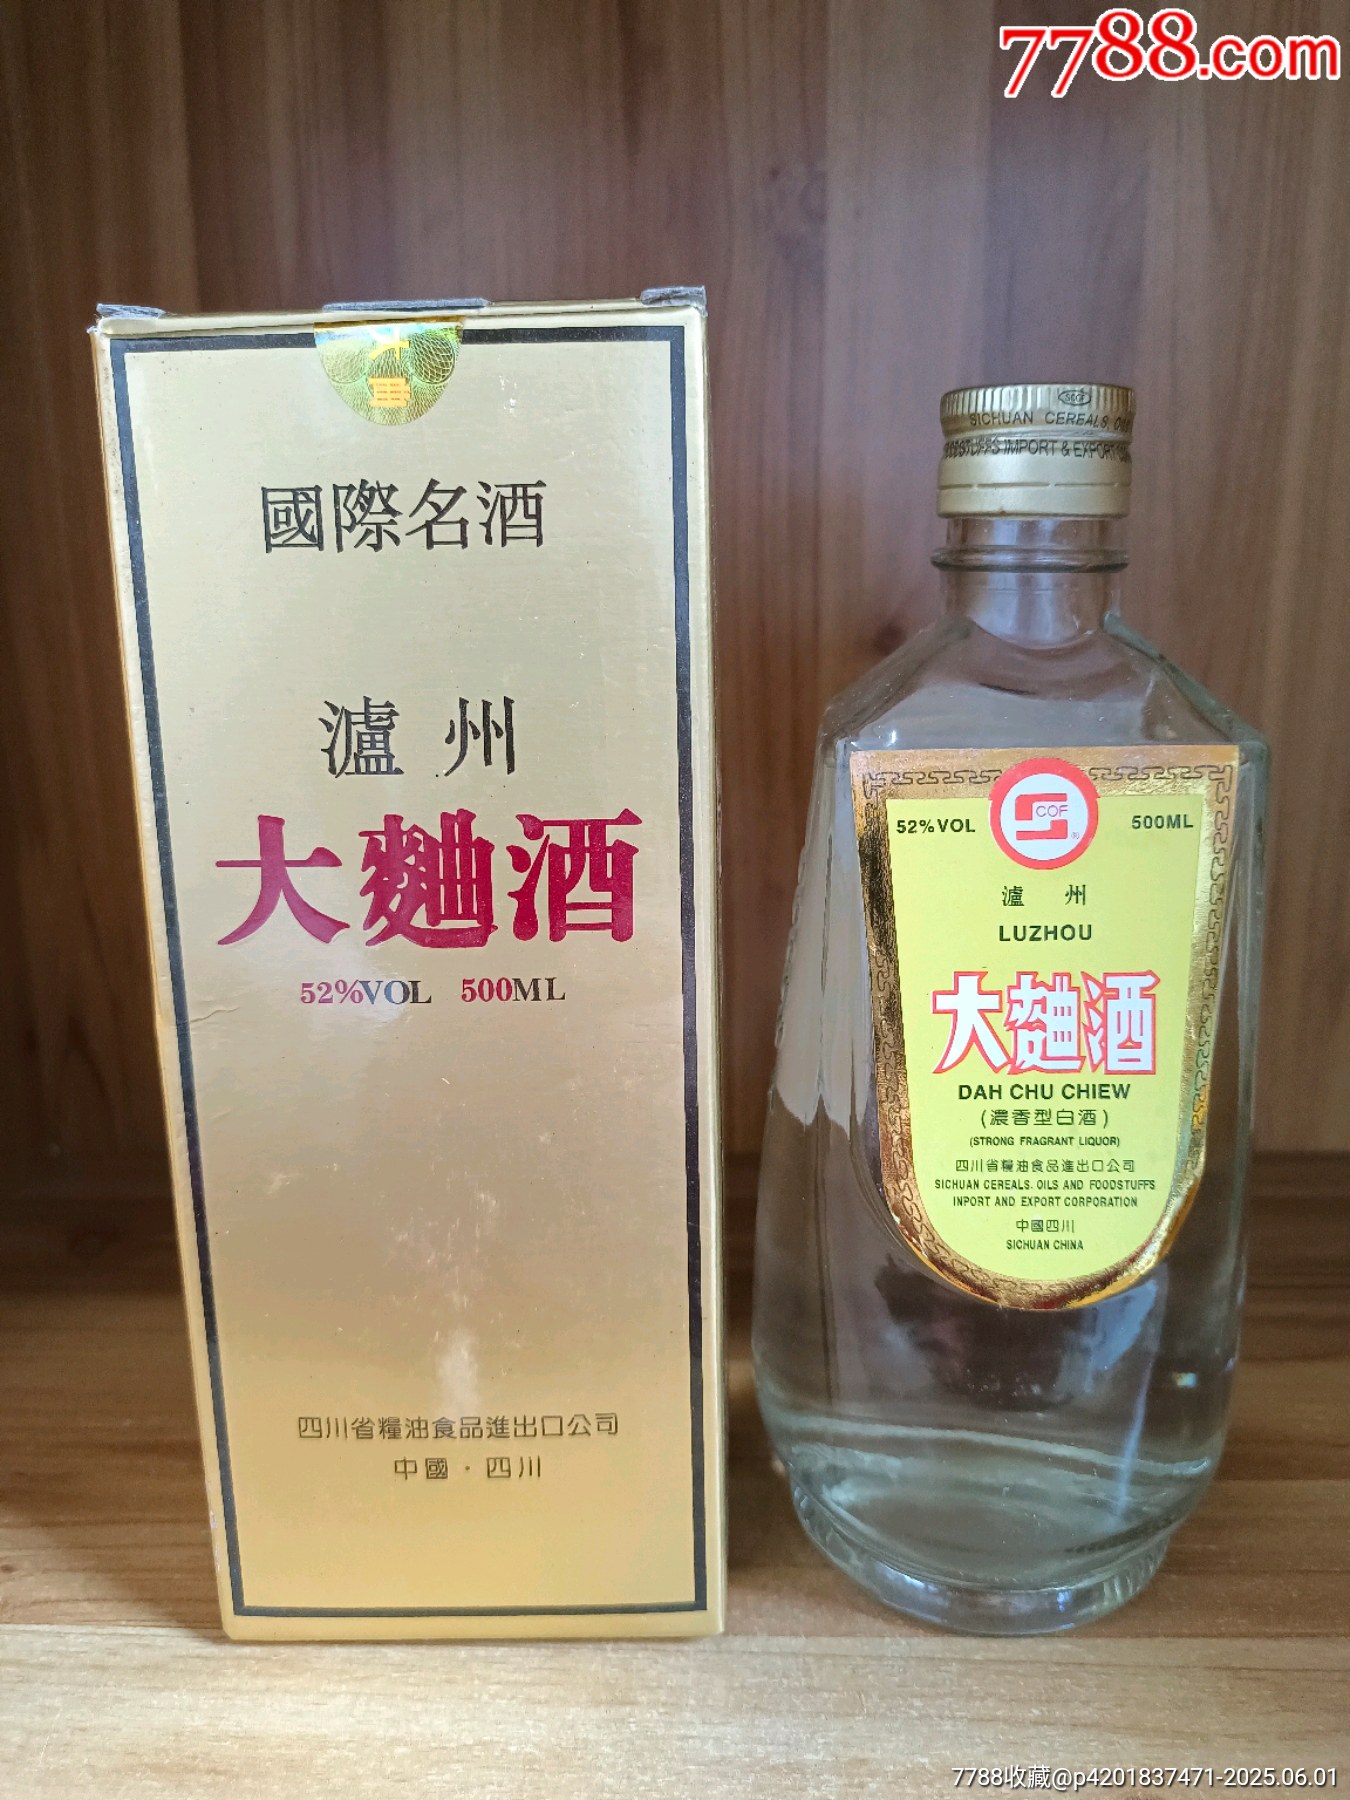 7788.com
國際名酒
瀘州
大麯酒
52%VOL 500ML
四川省糧油食品進出口公司
中國·四川
SICHUAN CEREALS, OILS
FOODSTUFFS IMPORT & EXPORT
COF
52%VOL
500ML
瀘州
LUZHOU
大麯酒
DAH CHU CHIEW
(濃香型白酒)
(STRONG FRAGRANT LIQUOR)
四川省糧油食品進出口公司
SICHUAN CEREALS. OILS AND FOODSTUFFS
INPORT AND EXPORT CORPORATION
中國四川
SICHUAN CHINA
7788收藏@p4201837471-2025.06.01